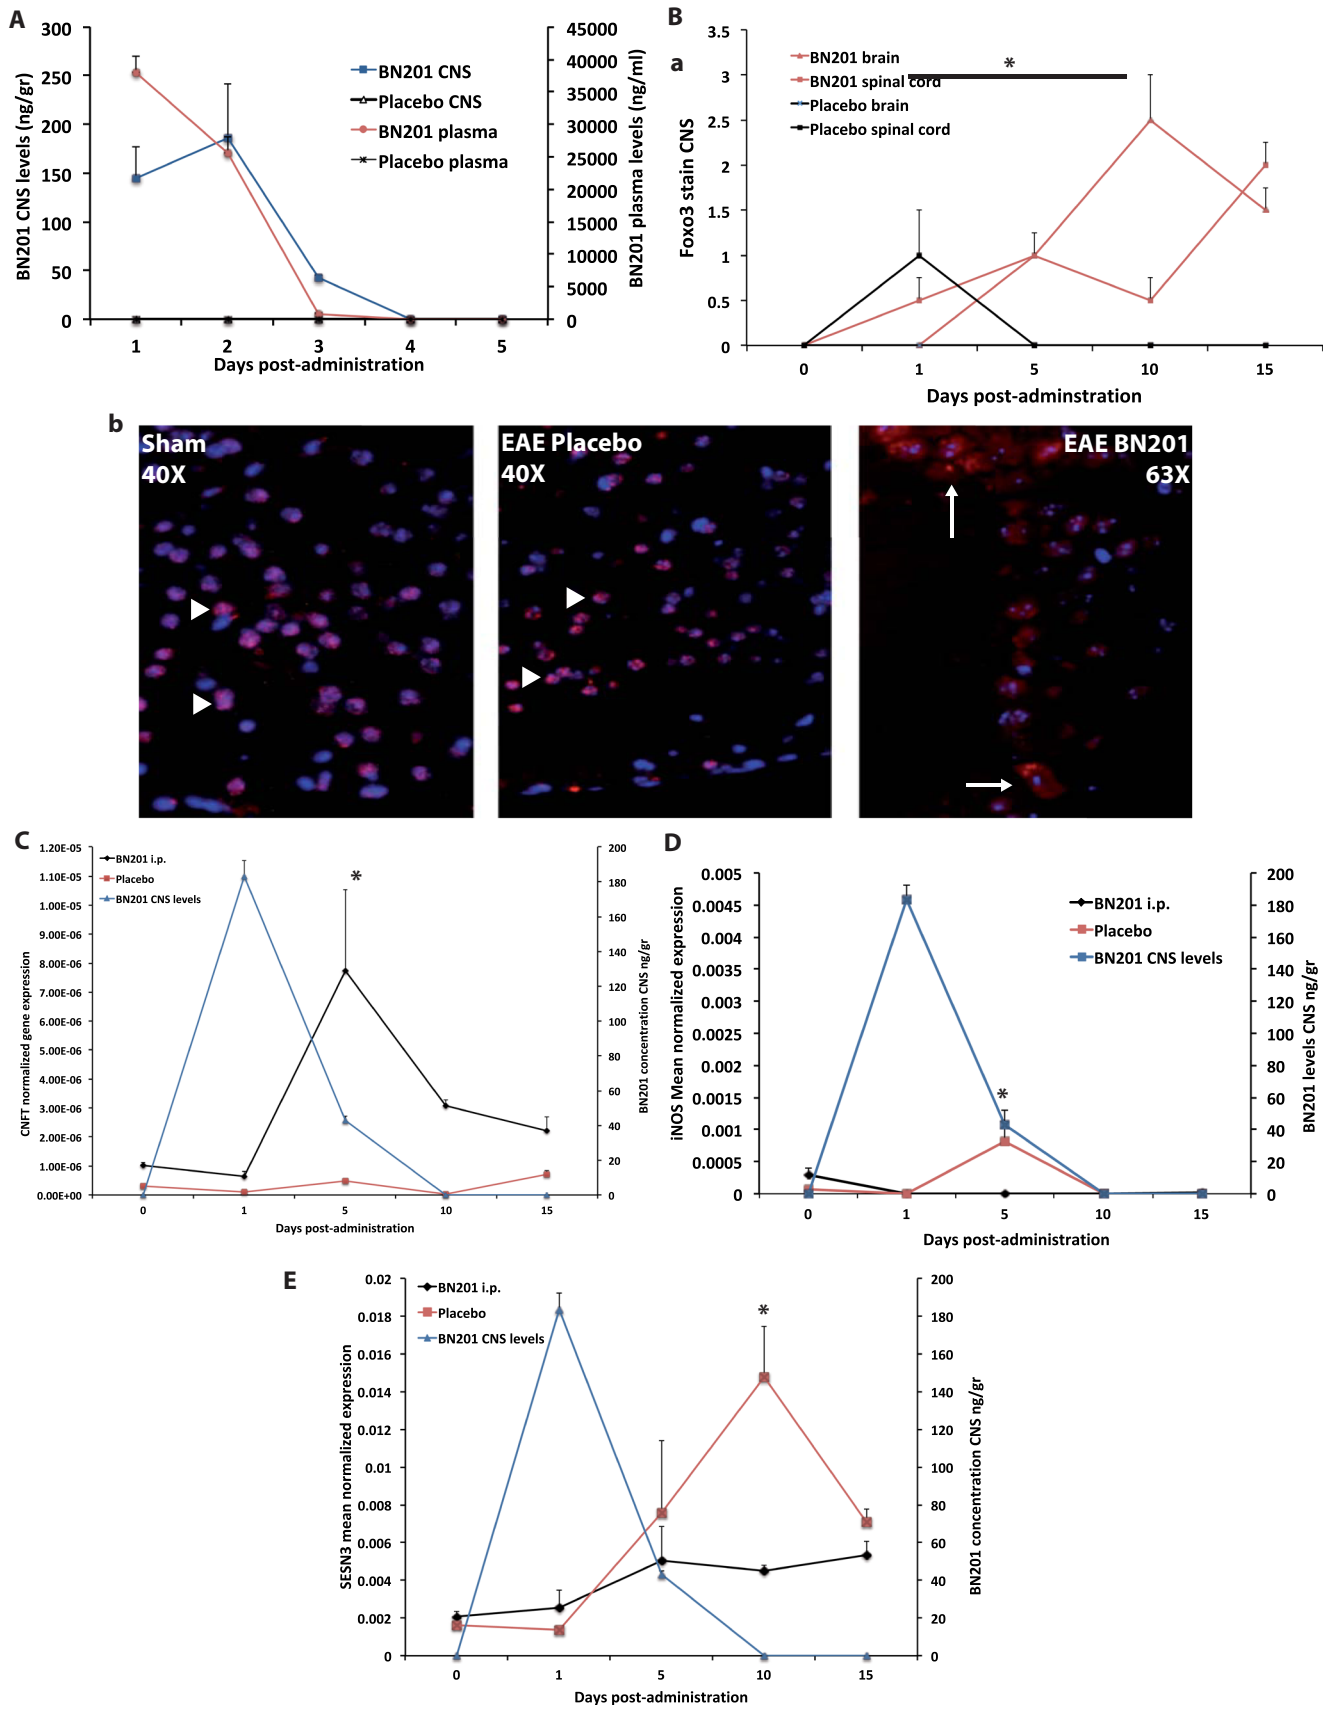 A
BN201 CNS levels (ng/gr)
300
250
200
150
100
50
0
45000
40000
35000
30000
25000
20000
15000
10000
5000
0
BN201 plasma levels (ng/ml)
BN201 CNS
Placebo CNS
BN201 plasma
Placebo plasma
1 2 3 4 5
Days post-administration
B
a
Foxo3 stain CNS
3.5
3
2.5
2
1.5
1
0.5
0
BN201 brain
BN201 spinal cord
Placebo brain
Placebo spinal cord
*
0 1 5 10 15
Days post-adminstration
b
Sham
40X
EAE Placebo
40X
EAE BN201
63X
C
CNFT normalized gene expression
1.20E-05
1.10E-05
1.00E-05
9.00E-06
8.00E-06
7.00E-06
6.00E-06
5.00E-06
4.00E-06
3.00E-06
2.00E-06
1.00E-06
0.00E+00
BN201 i.p.
Placebo
BN201 CNS levels
*
200
180
160
140
120
100
80
60
40
20
0
BN201 concentration CNS ng/gr
0 1 5 10 15
Days post-administration
D
iNOS Mean normalized expression
0.005
0.0045
0.004
0.0035
0.003
0.0025
0.002
0.0015
0.001
0.0005
0
BN201 i.p.
Placebo
BN201 CNS levels
*
200
180
160
140
120
100
80
60
40
20
0
BN201 levels CNS ng/gr
0 1 5 10 15
Days post-administration
E
SESN3 mean normalized expression
0.02
0.018
0.016
0.014
0.012
0.01
0.008
0.006
0.004
0.002
0
BN201 i.p.
Placebo
BN201 CNS levels
*
200
180
160
140
120
100
80
60
40
20
0
BN201 concentration CNS ng/gr
0 1 5 10 15
Days post-administration